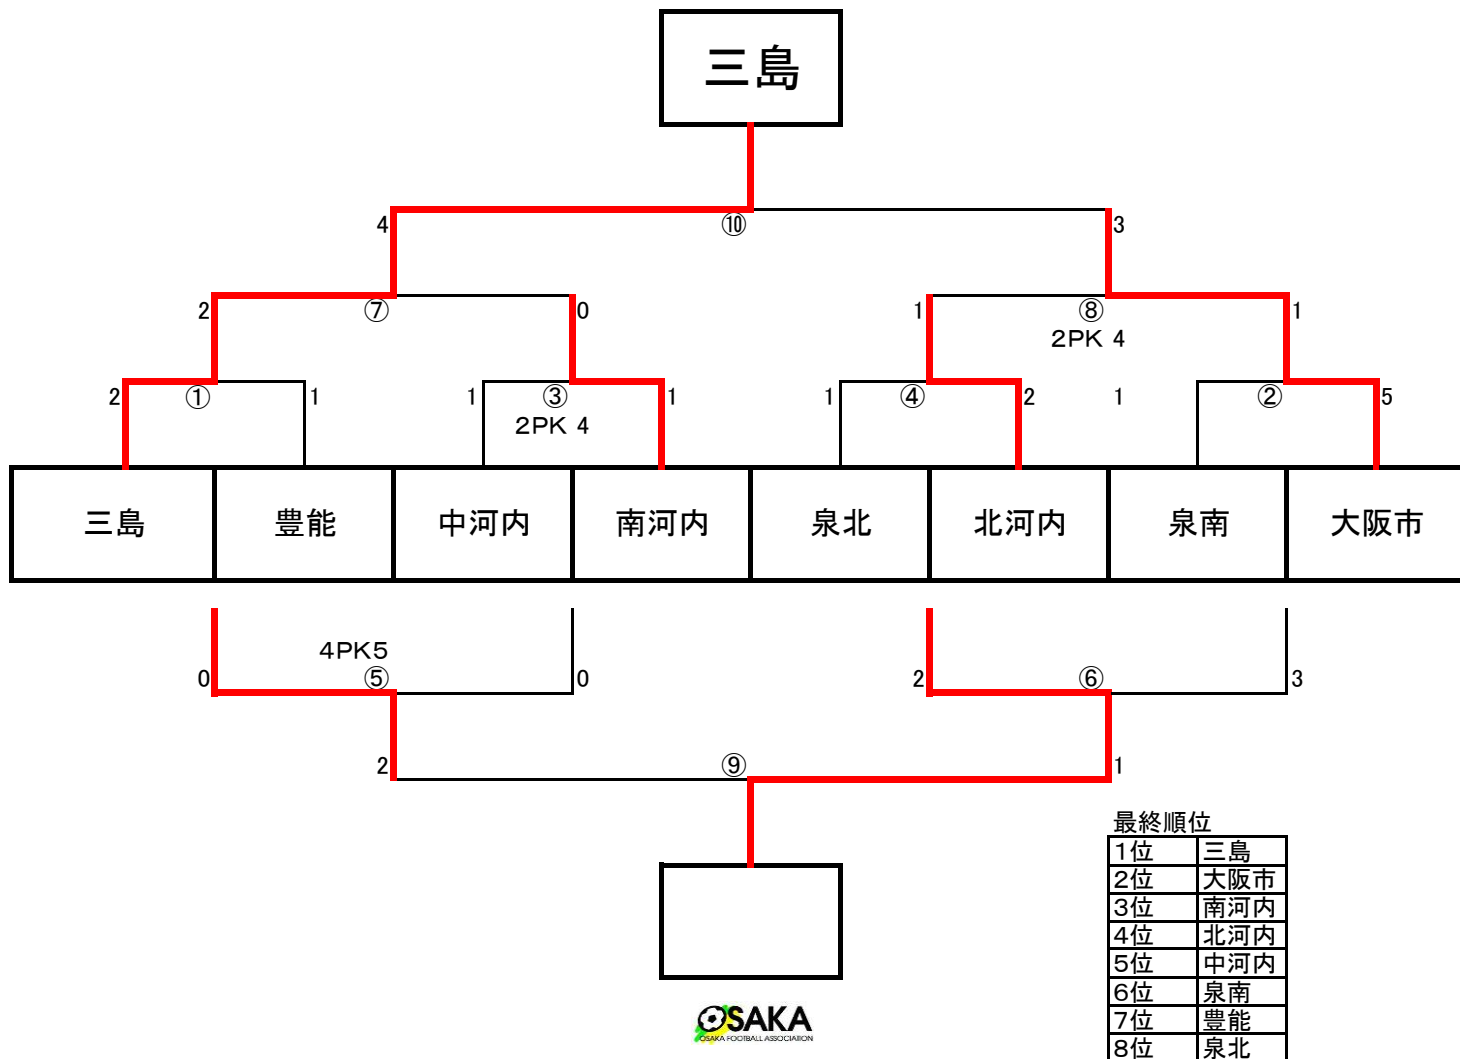 三島
4 ⑩ 3
2 ⑦ 0 1 ⑧ 1
2PK 4
2 ① 1 1 ③ 1 1 ④ 2 1 ② 5
2PK 4
三島 豊能 中河内 南河内 泉北 北河内 泉南 大阪市
4PK5
0 ⑤ 0 2 ⑥ 3
2 ⑨ 1
最終順位
1位 三島
2位 大阪市
3位 南河内
4位 北河内
5位 中河内
6位 泉南
7位 豊能
8位 泉北
OSAKA
OSAKA FOOTBALL ASSOCIATION